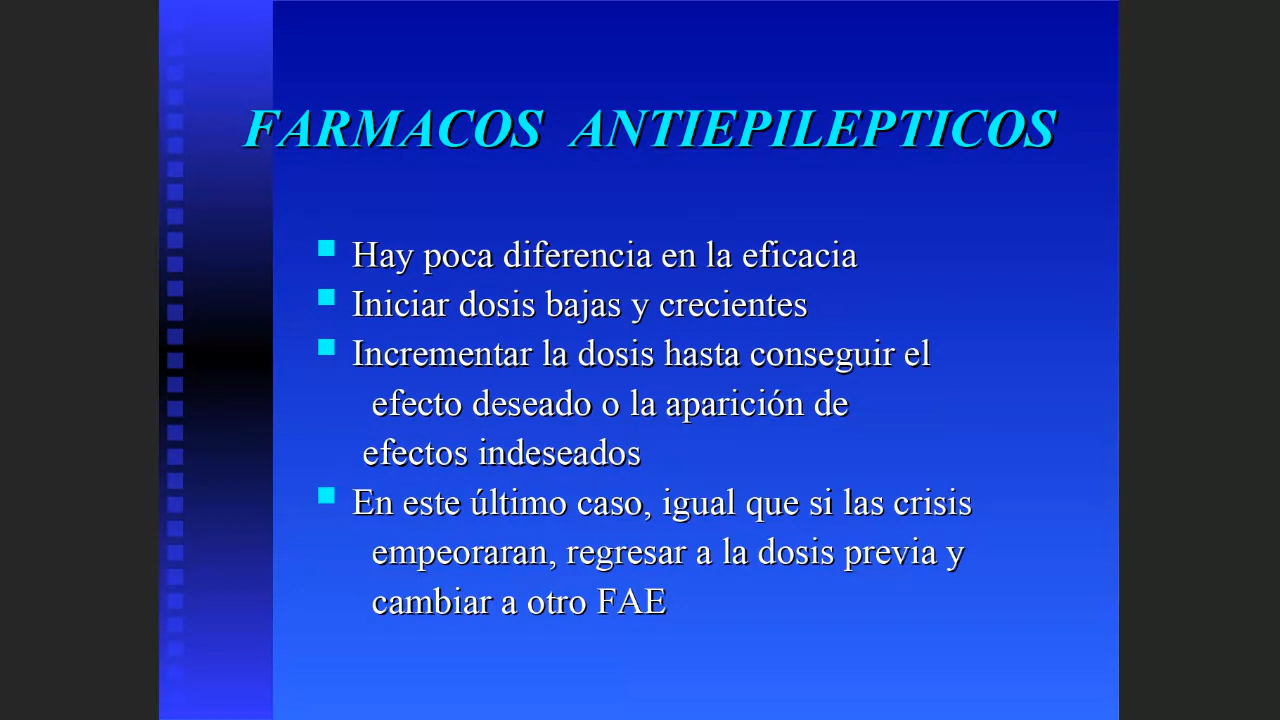 FARMACOS ANTIEPILEPTICOS
Hay poca diferencia en la eficacia
Iniciar dosis bajas y crecientes
Incrementar la dosis hasta conseguir el
efecto deseado o la aparición de
efectos indeseados
En este último caso, igual que si las crisis
empeoraran, regresar a la dosis previa y
cambiar a otro FAE